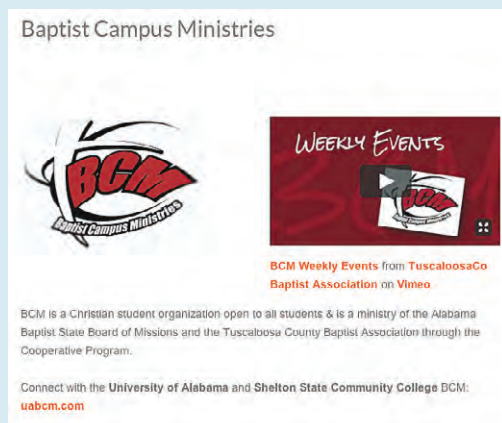 Baptist Campus Ministries
BCM
Baptist Campus Ministries
WEEKLY EVENTS
BCM
BCM Weekly Events from TuscaloosaCo
Baptist Association on Vimeo
BCM is a Christian student organization open to all students & is a ministry of the Alabama
Baptist State Board of Missions and the Tuscaloosa County Baptist Association through the
Cooperative Program.
Connect with the University of Alabama and Shelton State Community College BCM:
uabcm.com